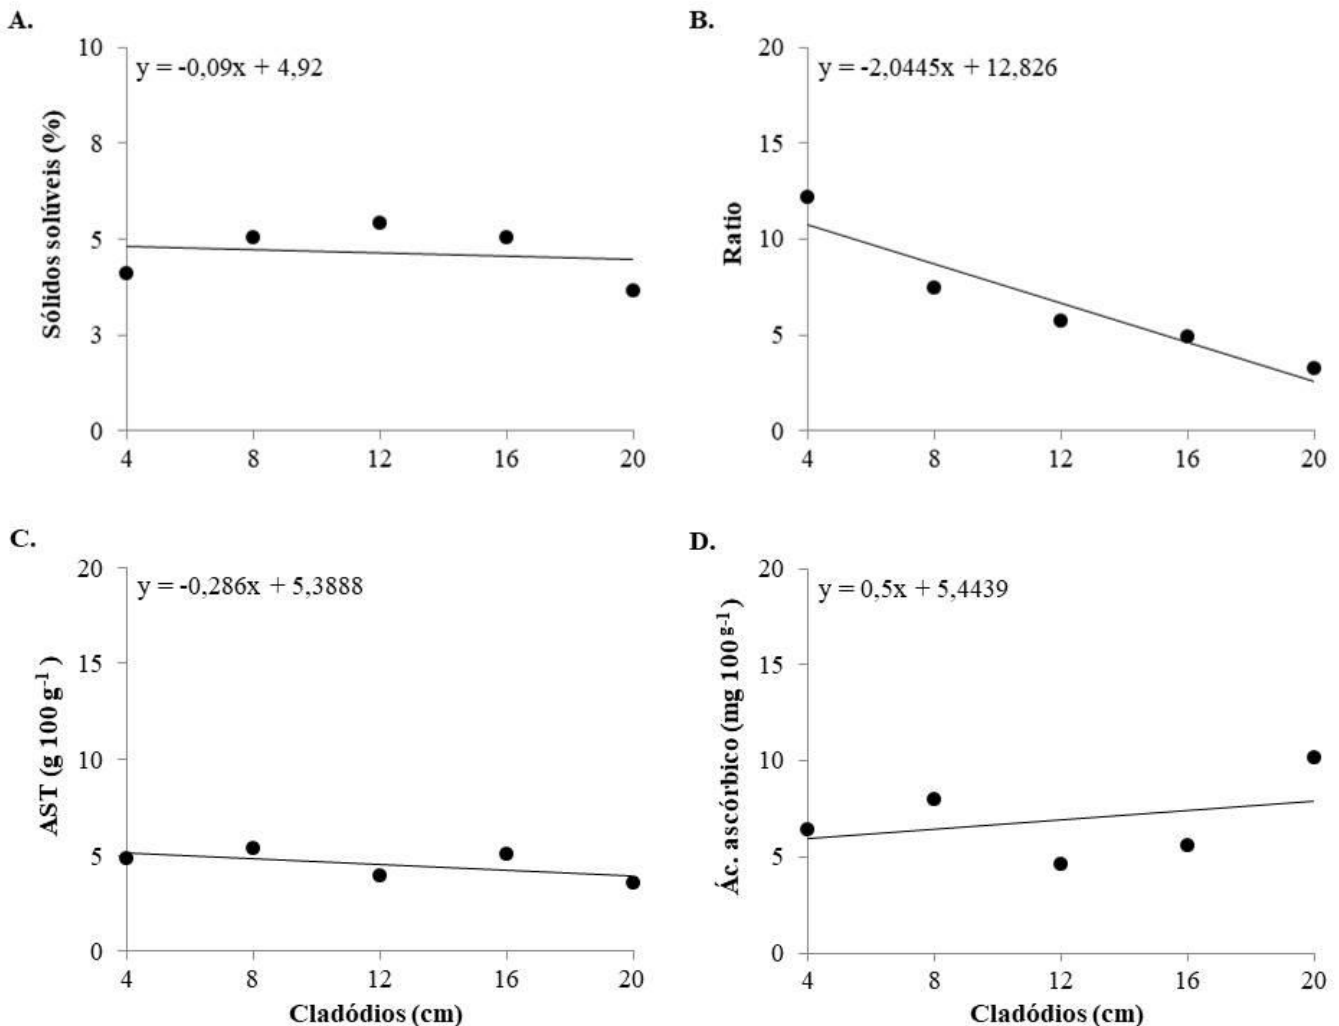 A.
y = -0,09x + 4,92
Sólidos solúveis (%)
10
8
5
3
0
4 8 12 16 20
B.
y = -2,0445x + 12,826
Ratio
20
15
10
5
0
4 8 12 16 20
C.
y = -0,286x + 5,3888
AST (g 100 g⁻¹ )
20
15
10
5
0
4 8 12 16 20
Cladódios (cm)
D.
y = 0,5x + 5,4439
Ác. ascórbico (mg 100 ᵍ⁻¹ )
20
15
10
5
0
4 8 12 16 20
Cladódios (cm)